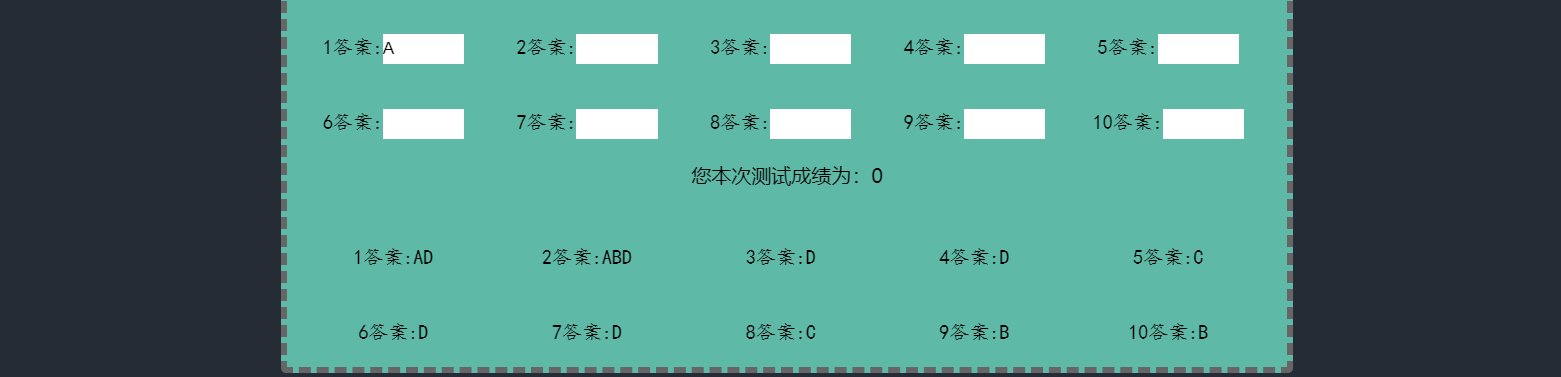 1答案:A 2答案: 3答案: 4答案: 5答案:
6答案: 7答案: 8答案: 9答案: 10答案:
您本次测试成绩为：0
1答案:AD 2答案:ABD 3答案:D 4答案:D 5答案:C
6答案:D 7答案:D 8答案:C 9答案:B 10答案:B